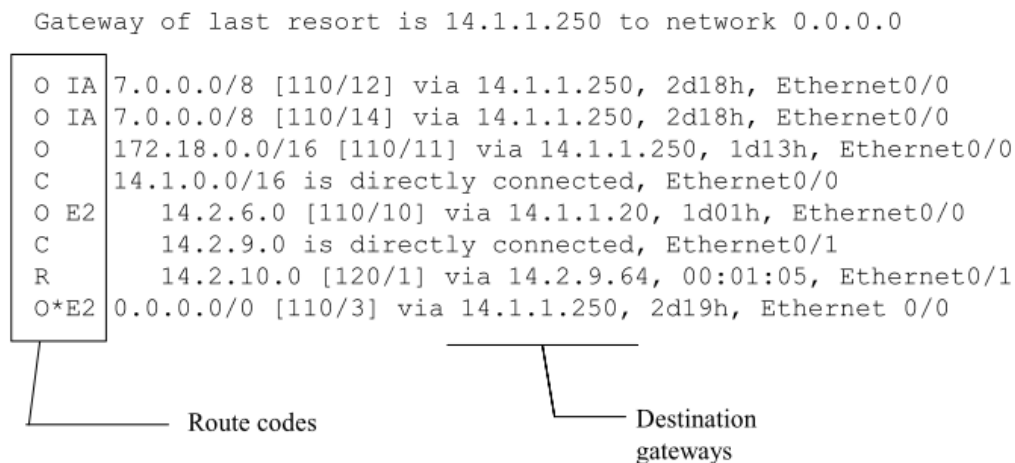 Gateway of last resort is 14.1.1.250 to network 0.0.0.0
O IA 7.0.0.0/8 [110/12] via 14.1.1.250, 2d18h, Ethernet0/0
O IA 7.0.0.0/8 [110/14] via 14.1.1.250, 2d18h, Ethernet0/0
O 172.18.0.0/16 [110/11] via 14.1.1.250, 1d13h, Ethernet0/0
C 14.1.0.0/16 is directly connected, Ethernet0/0
O E2 14.2.6.0 [110/10] via 14.1.1.20, 1d01h, Ethernet0/0
C 14.2.9.0 is directly connected, Ethernet0/1
R 14.2.10.0 [120/1] via 14.2.9.64, 00:01:05, Ethernet0/1
O*E2 0.0.0.0/0 [110/3] via 14.1.1.250, 2d19h, Ethernet 0/0
Route codes
Destination
gateways